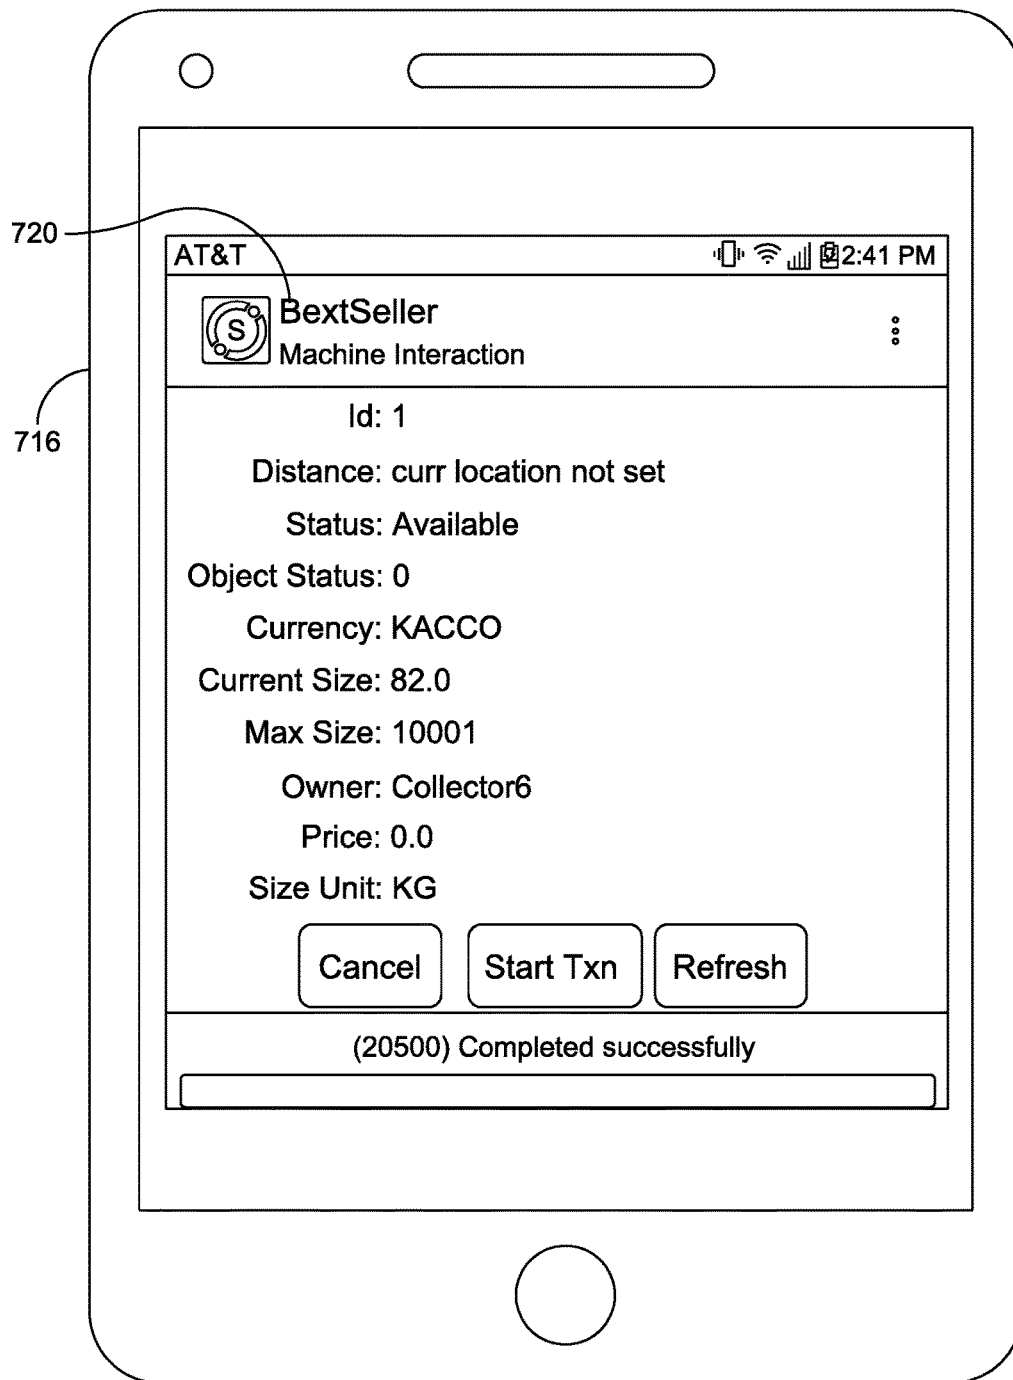 720
AT&T 2:41 PM
S
BextSeller
Machine Interaction
716
Id: 1
Distance: curr location not set
Status: Available
Object Status: 0
Currency: KACCO
Current Size: 82.0
Max Size: 10001
Owner: Collector6
Price: 0.0
Size Unit: KG
Cancel Start Txn Refresh
(20500) Completed successfully